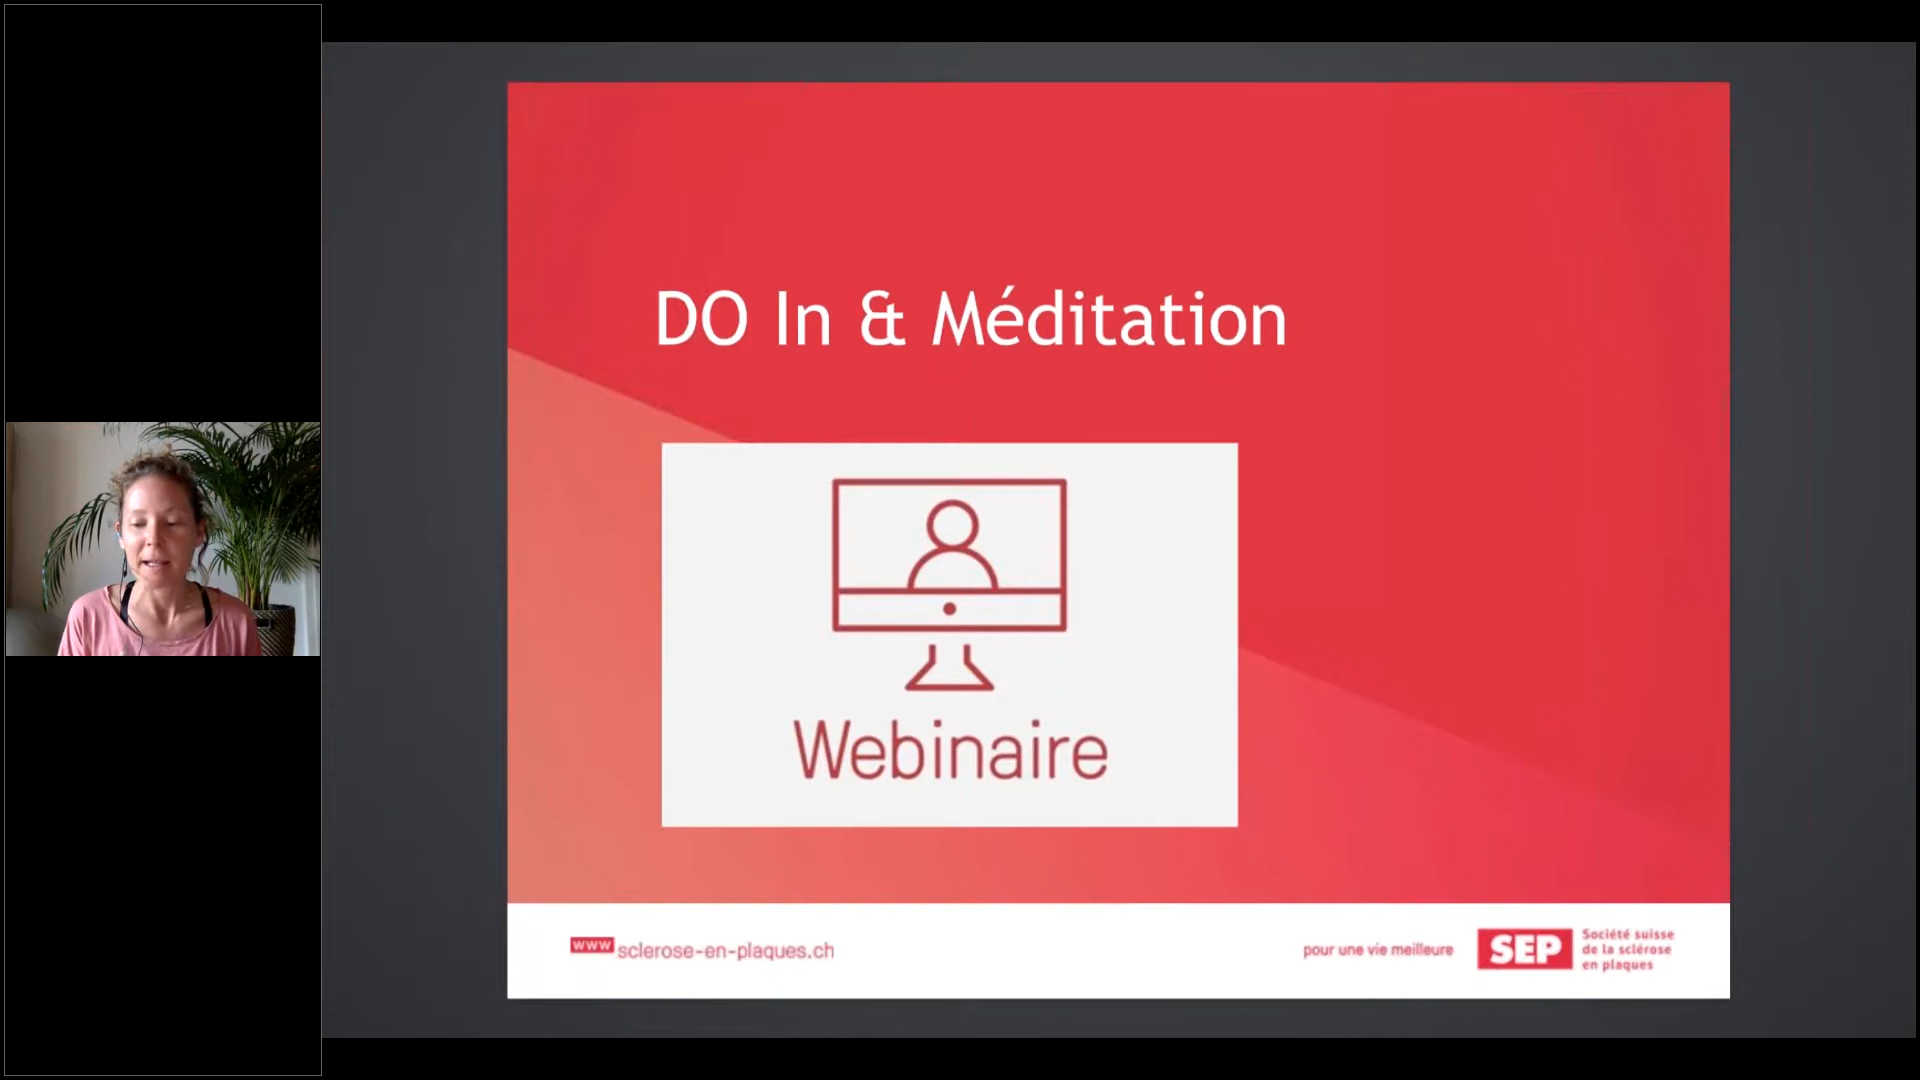 DO In & Méditation
Webinaire
www sclerose-en-plaques.ch
pour une vie meilleure
SEP
Société suisse
de la sclérose
en plaques